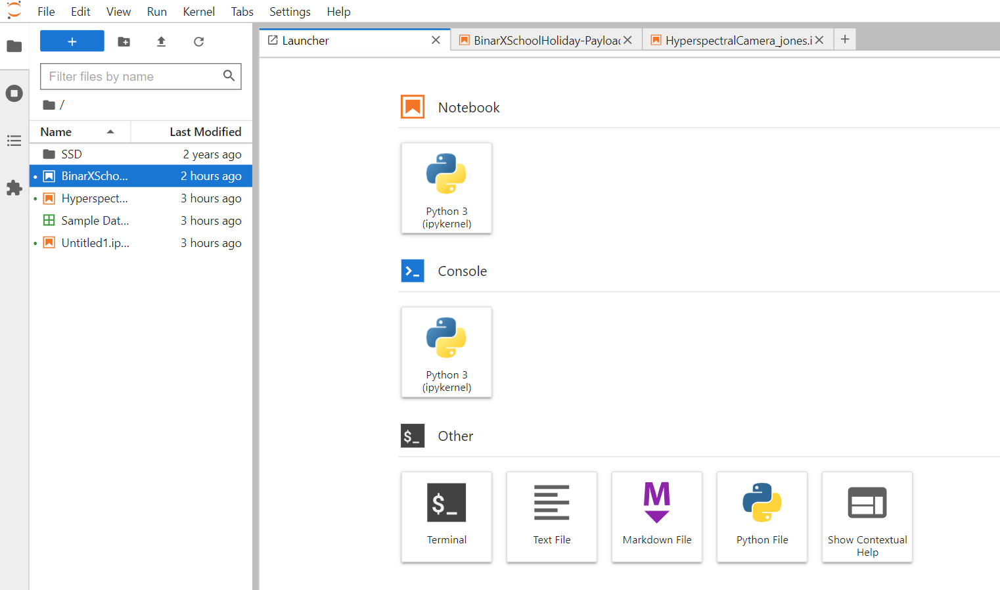 File Edit View Run Kernel Tabs Settings Help
Launcher
BinarXSchoolHoliday-Payloa
HyperspectralCamera_jones.i
Filter files by name
/
Name Last Modified
SSD 2 years ago
BinarXScho... 2 hours ago
Hyperspect... 3 hours ago
Sample Dat... 3 hours ago
Untitled1.ip... 3 hours ago
Notebook
Python 3
(ipykernel)
Console
Python 3
(ipykernel)
$_ Other
$_
Terminal
Text File
M
Markdown File
Python File
Show Contextual
Help